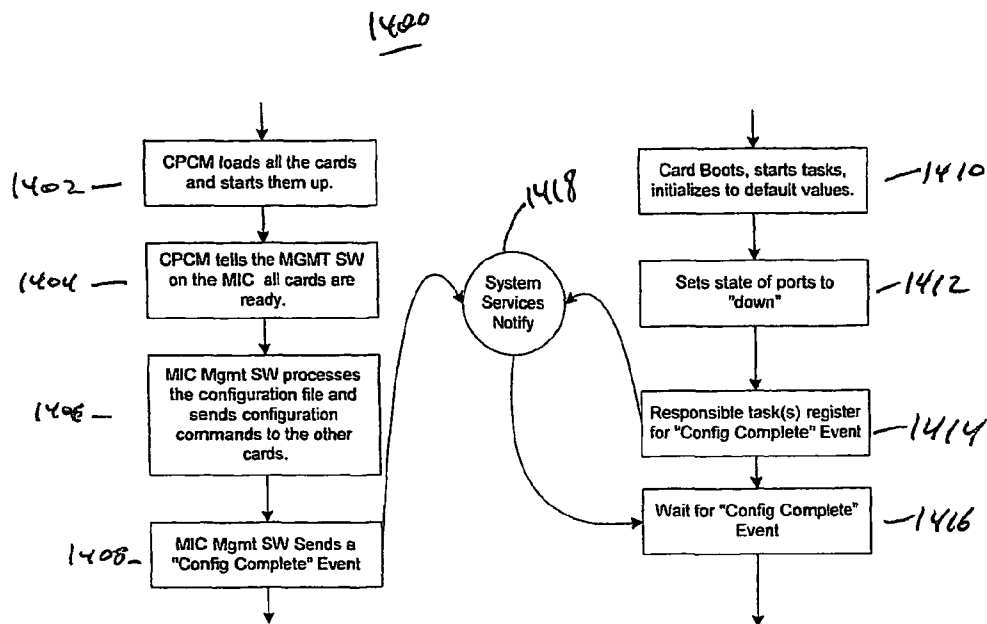 1400
1402
CPCM loads all the cards
and starts them up.
1404
CPCM tells the MGMT SW
on the MIC all cards are
ready.
1406
MIC Mgmt SW processes
the configuration file and
sends configuration
commands to the other
cards.
1408
MIC Mgmt SW Sends a
"Config Complete" Event
1418
System
Services
Notify
Card Boots, starts tasks,
initializes to default values.
1410
Sets state of ports to
"down"
1412
Responsible task(s) register
for "Config Complete" Event
1414
Wait for "Config Complete"
Event
1416